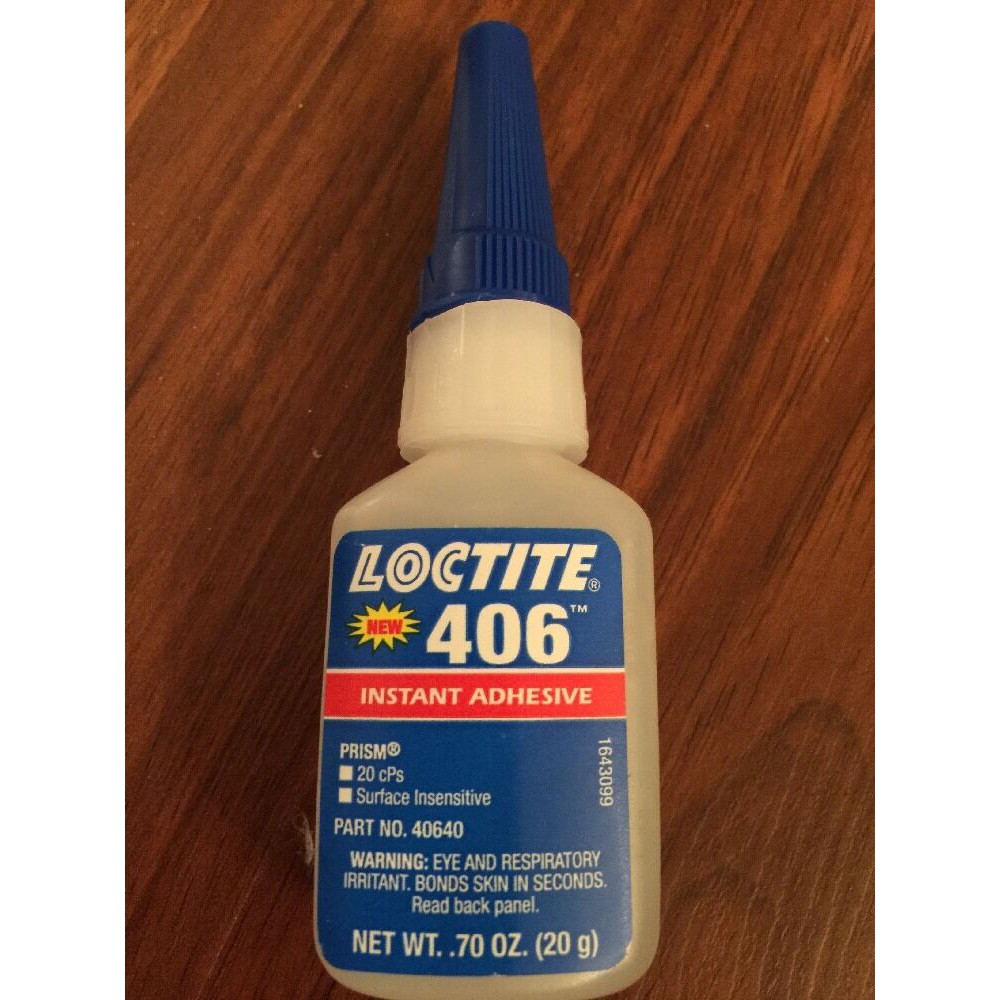 LOCTITE®
NEW 406™
INSTANT ADHESIVE
PRISM®
20 cPs
Surface Insensitive
PART NO. 40640
1643099
WARNING: EYE AND RESPIRATORY
IRRITANT. BONDS SKIN IN SECONDS.
Read back panel.
NET WT. .70 OZ. (20 g)